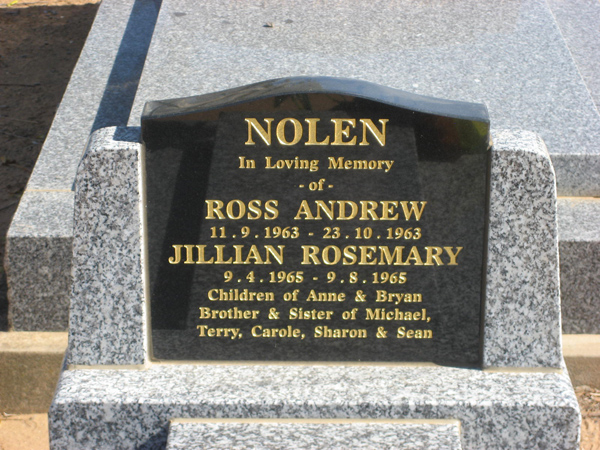 NOLEN
In Loving Memory
- of -
ROSS ANDREW
11 . 9 . 1963 - 23 . 10 . 1963
JILLIAN ROSEMARY
9 . 4 . 1965 - 9 . 8 . 1965
Children of Anne & Bryan
Brother & Sister of Michael,
Terry, Carole, Sharon & Sean